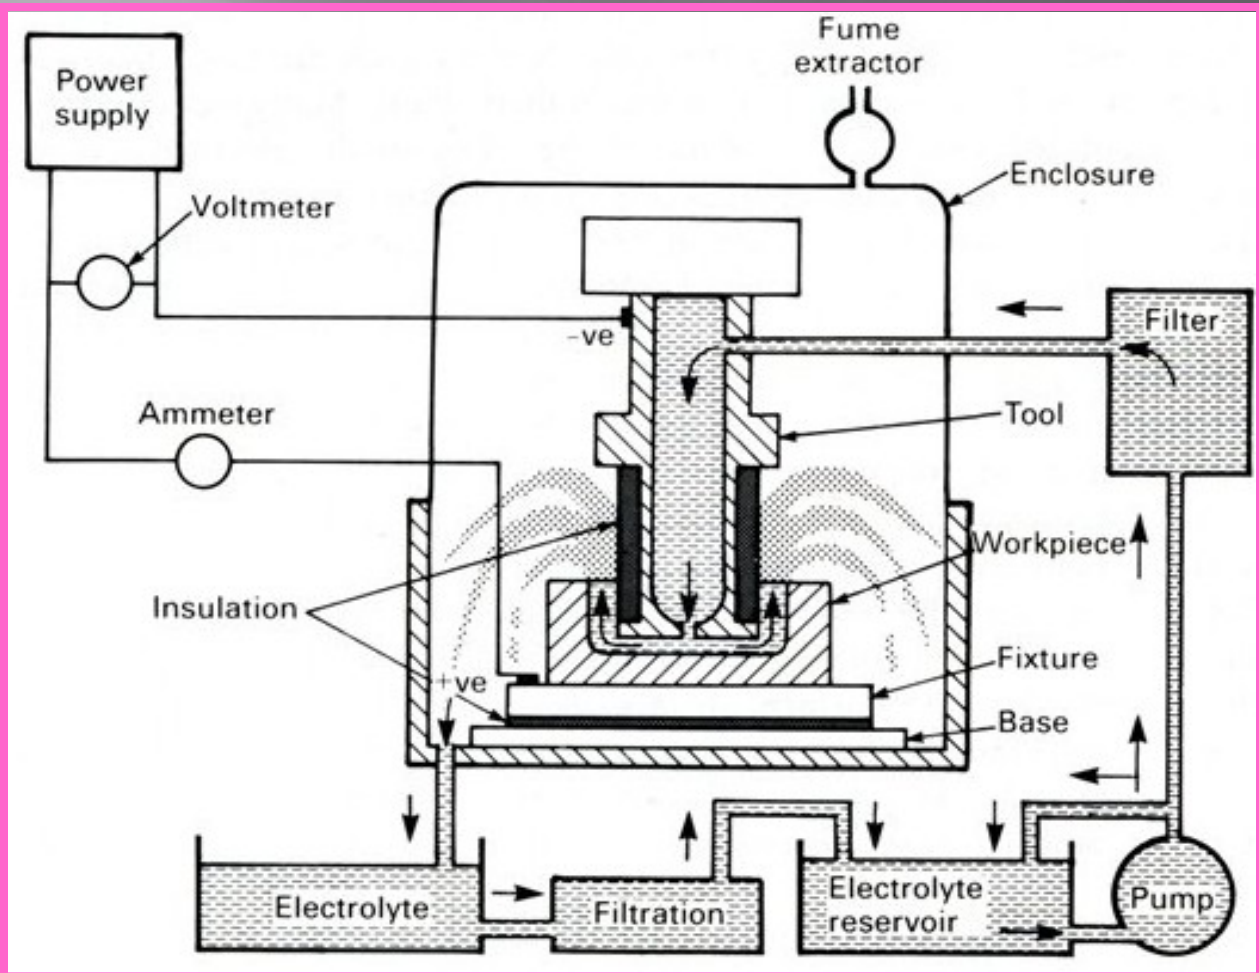 Fume
extractor
Power
supply
Enclosure
Voltmeter
Filter
-ve
Ammeter
Tool
Workpiece
Insulation
+ve
Fixture
Base
Electrolyte
Filtration
Electrolyte
reservoir
Pump